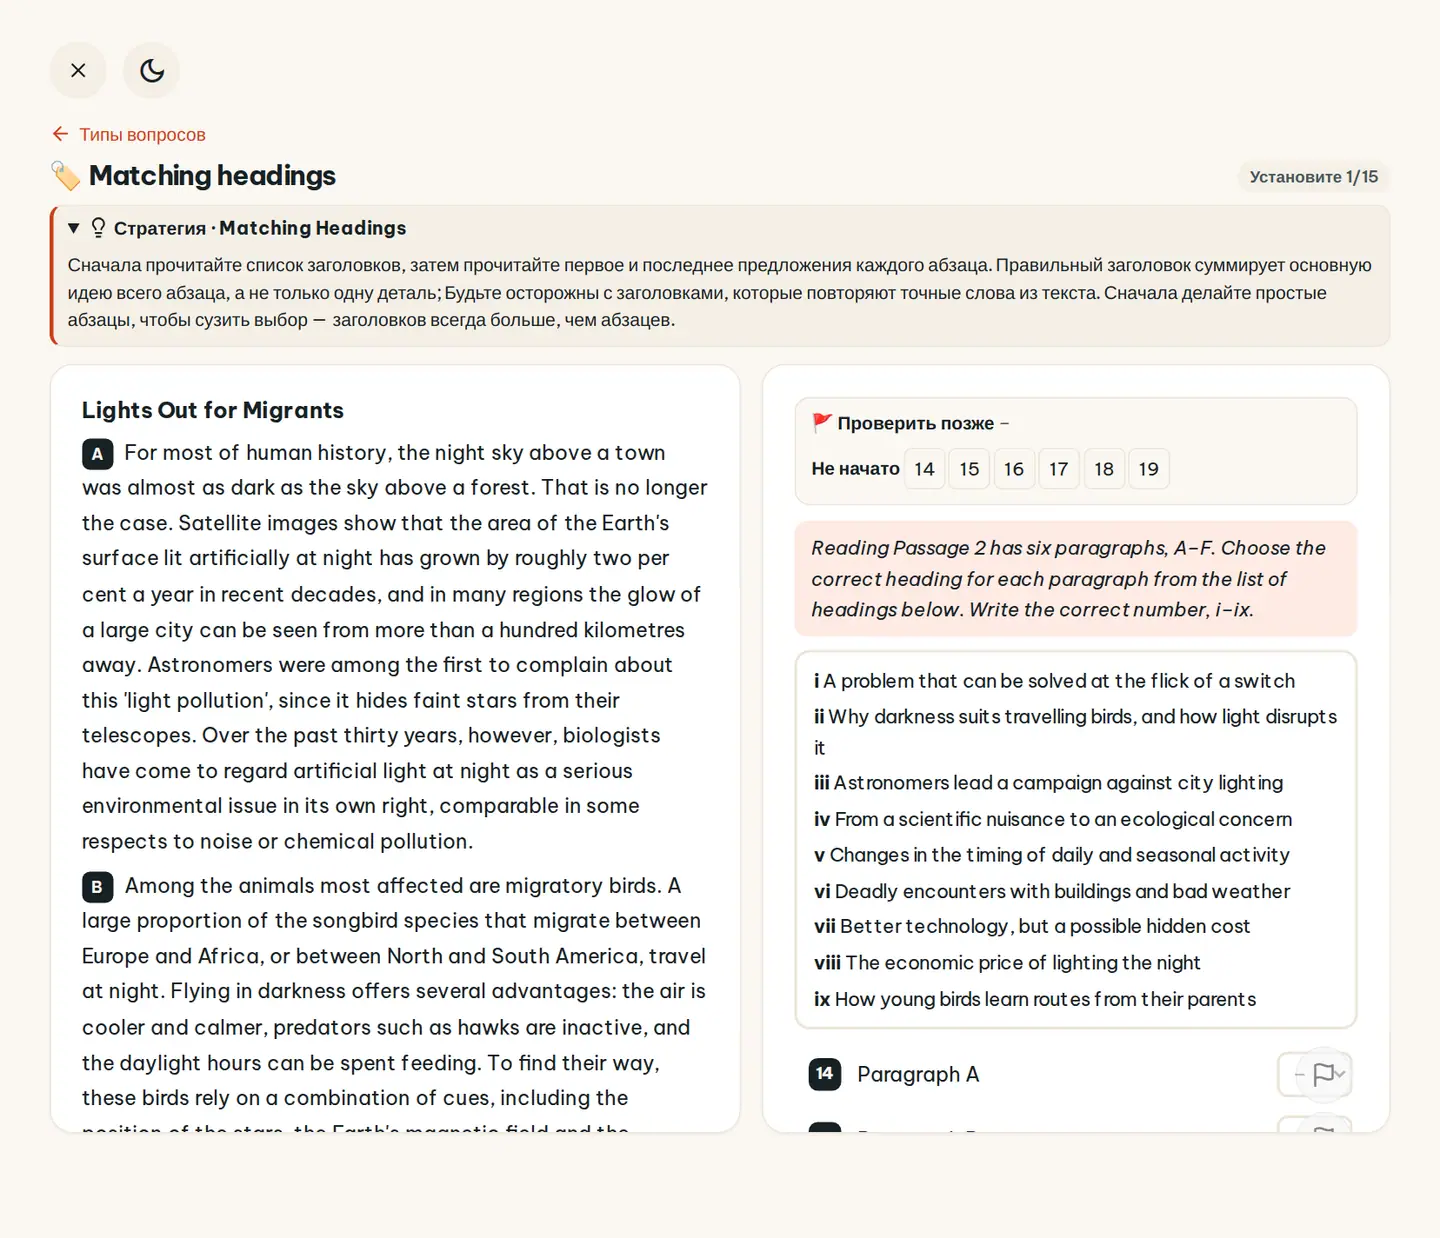 Типы вопросов
Matching headings
Установите 1/15
Стратегия · Matching Headings
Сначала прочитайте список заголовков, затем прочитайте первое и последнее предложения каждого абзаца. Правильный заголовок суммирует основную
идею всего абзаца, а не только одну деталь; Будьте осторожны с заголовками, которые повторяют точные слова из текста. Сначала делайте простые
абзацы, чтобы сузить выбор — заголовков всегда больше, чем абзацев.
Lights Out for Migrants
A For most of human history, the night sky above a town
was almost as dark as the sky above a forest. That is no longer
the case. Satellite images show that the area of the Earth's
surface lit artificially at night has grown by roughly two per
cent a year in recent decades, and in many regions the glow of
a large city can be seen from more than a hundred kilometres
away. Astronomers were among the first to complain about
this 'light pollution', since it hides faint stars from their
telescopes. Over the past thirty years, however, biologists
have come to regard artificial light at night as a serious
environmental issue in its own right, comparable in some
respects to noise or chemical pollution.
B Among the animals most affected are migratory birds. A
large proportion of the songbird species that migrate between
Europe and Africa, or between North and South America, travel
at night. Flying in darkness offers several advantages: the air is
cooler and calmer, predators such as hawks are inactive, and
the daylight hours can be spent feeding. To find their way,
these birds rely on a combination of cues, including the
position of the stars, the Earth's magnetic field and the
Проверить позже –
Не начато 14 15 16 17 18 19
Reading Passage 2 has six paragraphs, A–F. Choose the
correct heading for each paragraph from the list of
headings below. Write the correct number, i–ix.
i A problem that can be solved at the flick of a switch
ii Why darkness suits travelling birds, and how light disrupts
it
iii Astronomers lead a campaign against city lighting
iv From a scientific nuisance to an ecological concern
v Changes in the timing of daily and seasonal activity
vi Deadly encounters with buildings and bad weather
vii Better technology, but a possible hidden cost
viii The economic price of lighting the night
ix How young birds learn routes from their parents
14 Paragraph A –